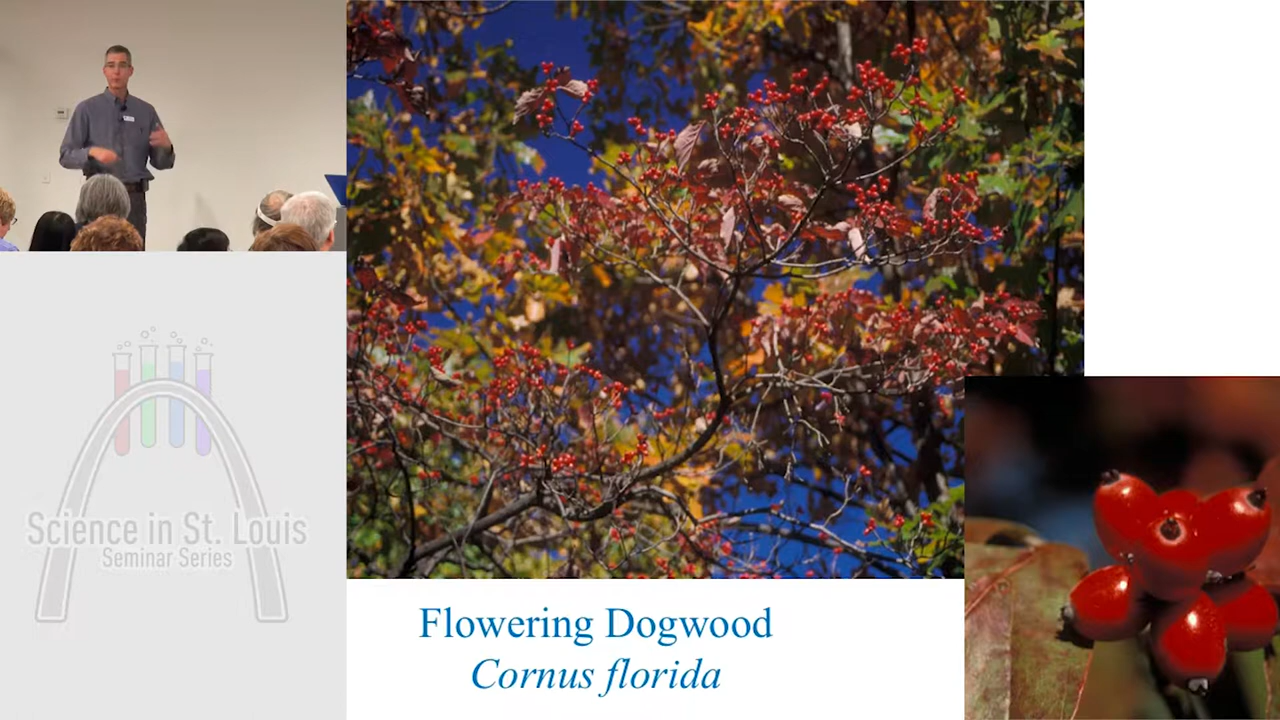 Science in St. Louis
Seminar Series
Flowering Dogwood
Cornus florida